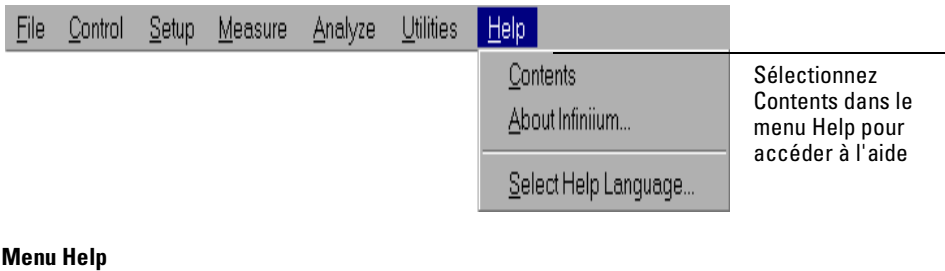 File Control Setup Measure Analyze Utilities Help
Contents
About Infiniium...
Select Help Language...
Sélectionnez
Contents dans le
menu Help pour
accéder à l'aide
Menu Help